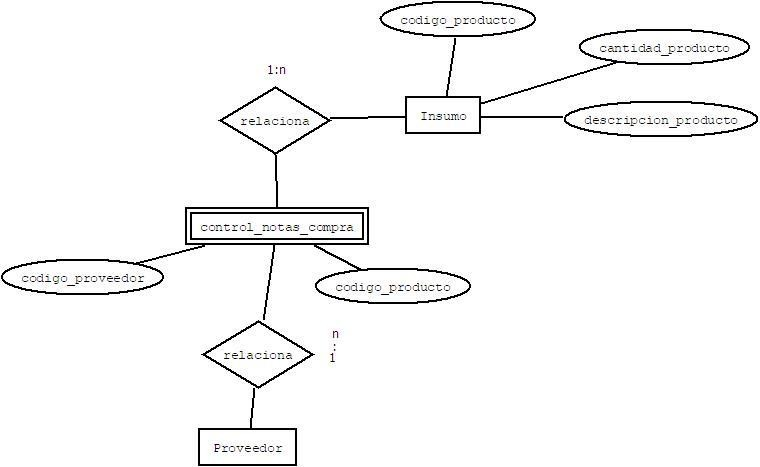 codigo_producto
cantidad_producto
1:n
relaciona
Insumo
descripcion_producto
control_notas_compra
codigo_proveedor
codigo_producto
relaciona
n
:
1
Proveedor